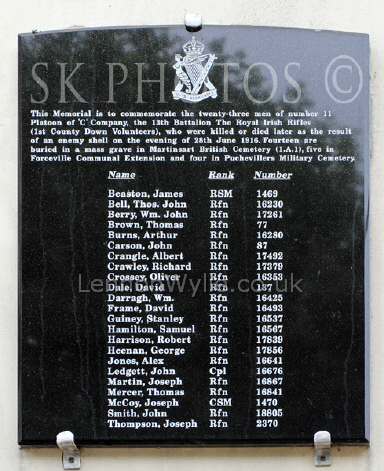 SK PHOTOS ©
This Memorial is to commemorate the twenty-three men of number 11
Platoon of 'C' Company, the 13th Battalion The Royal Irish Rifles
(1st County Down Volunteers), who were killed or died later as the result
of an enemy shell on the evening of 28th June 1916. Fourteen are
buried in a mass grave in Martinsart British Cemetery (1.A.1), five in
Forceville Communal Extension and four in Puchevillers Military Cemetery.
Name Rank Number
Beaston, James RSM 1469
Bell, Thos. John Rfn 16230
Berry, Wm. John Rfn 17261
Brown, Thomas Rfn 77
Burns, Arthur Rfn 16280
Carson, John Rfn 87
Crangle, Albert Rfn 17492
Crawley, Richard Rfn 17379
Crossey, Oliver Rfn 16353
Dale, David Rfn 137
Darragh, Wm. Rfn 16425
Frame, David Rfn 16493
Guiney, Stanley Rfn 16537
Hamilton, Samuel Rfn 16567
Harrison, Robert Rfn 17839
Heenan, George Rfn 17856
Jones, Alex Rfn 16641
Ledgett, John Cpl 16676
Martin, Joseph Rfn 16867
Mercer, Thomas Rfn 16841
McCoy, Joseph CSM 1470
Smith, John Rfn 18805
Thompson, Joseph Rfn 2370